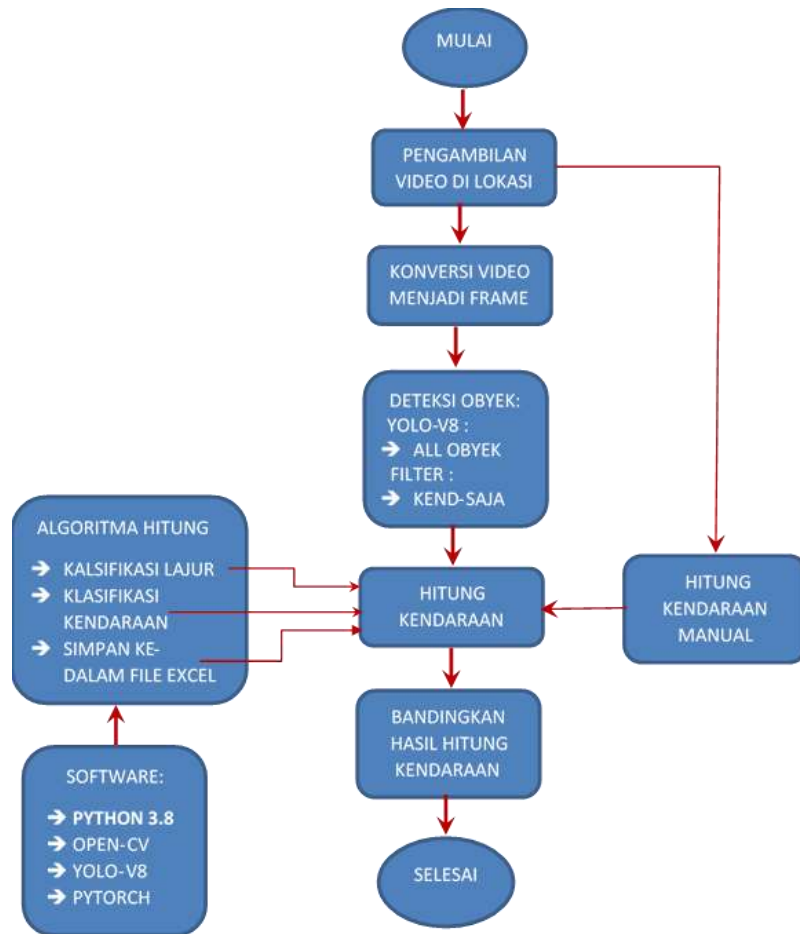 MULAI
PENGAMBILAN
VIDEO DI LOKASI
KONVERSI VIDEO
MENJADI FRAME
DETEKSI OBYEK:
YOLO-V8 :
➔ ALL OBYEK
FILTER :
➔ KEND-SAJA
ALGORITMA HITUNG
➔ KALSIFIKASI LAJUR
➔ KLASIFIKASI
KENDARAAN
➔ SIMPAN KE-
DALAM FILE EXCEL
HITUNG
KENDARAAN
HITUNG
KENDARAAN
MANUAL
BANDINGKAN
HASIL HITUNG
KENDARAAN
SOFTWARE:
➔ PYTHON 3.8
➔ OPEN-CV
➔ YOLO-V8
➔ PYTORCH
SELESAI